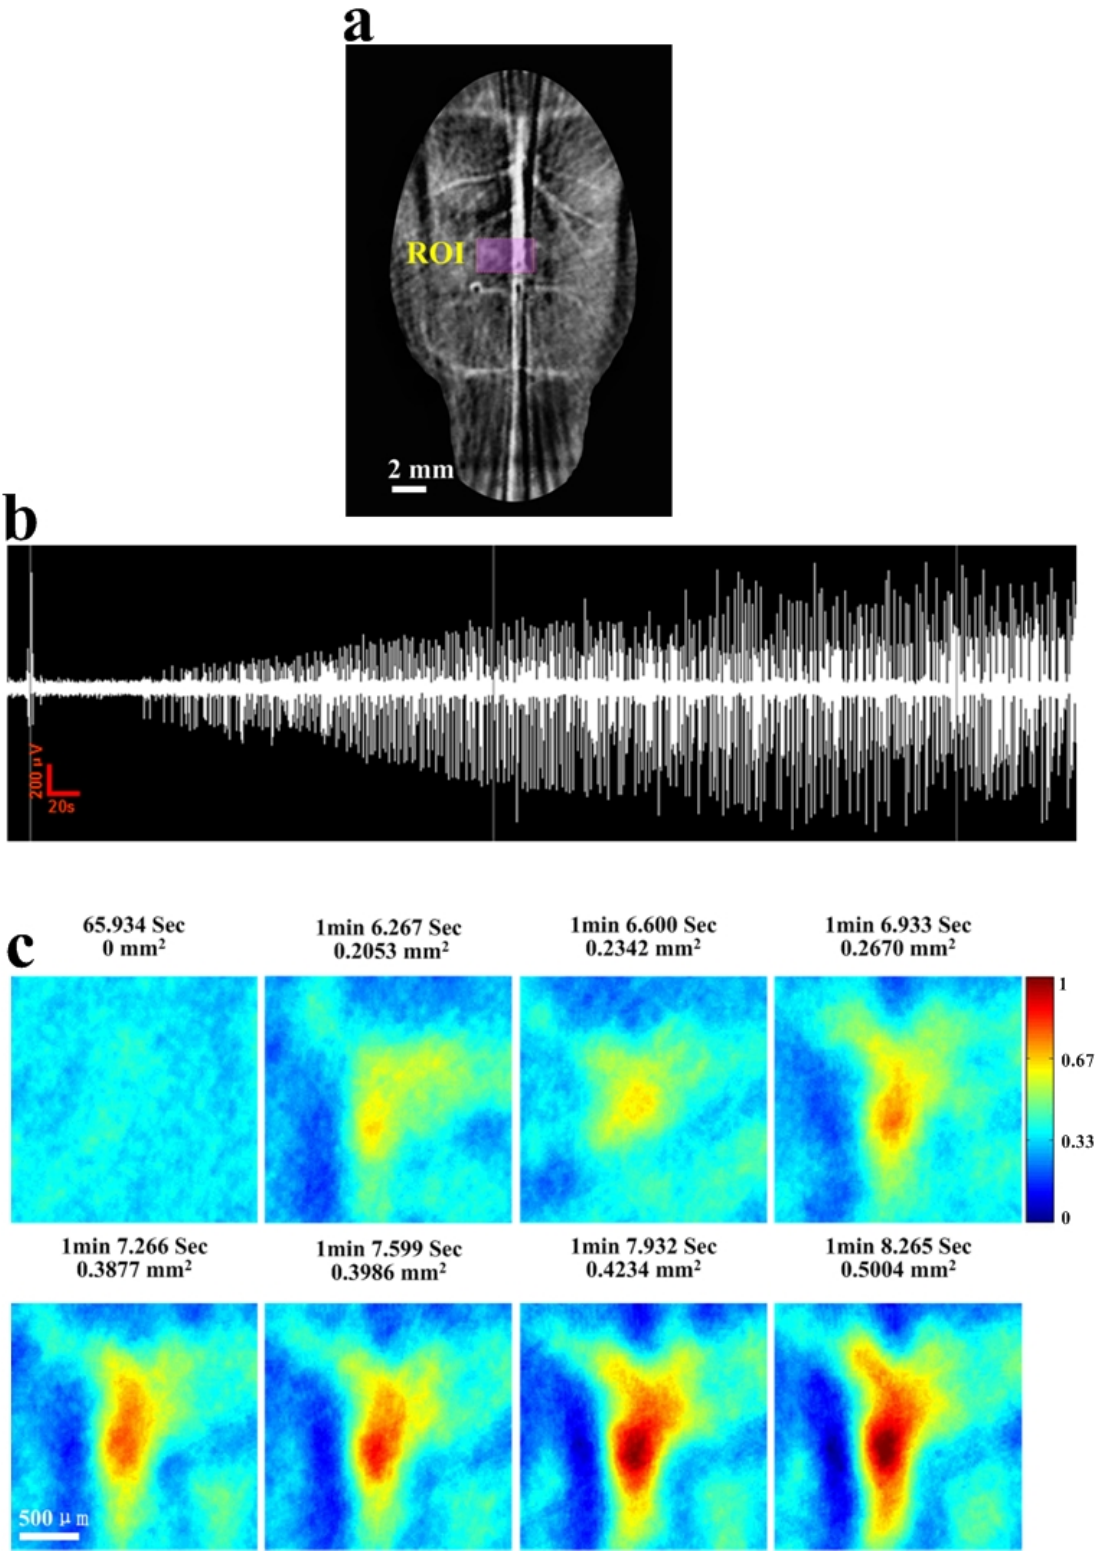 a
ROI
2 mm
b
200 μV
20s
c
65.934 Sec
0 mm²
1min 6.267 Sec
0.2053 mm²
1min 6.600 Sec
0.2342 mm²
1min 6.933 Sec
0.2670 mm²
1
0.67
0.33
0
1min 7.266 Sec
0.3877 mm²
1min 7.599 Sec
0.3986 mm²
1min 7.932 Sec
0.4234 mm²
1min 8.265 Sec
0.5004 mm²
500 μm